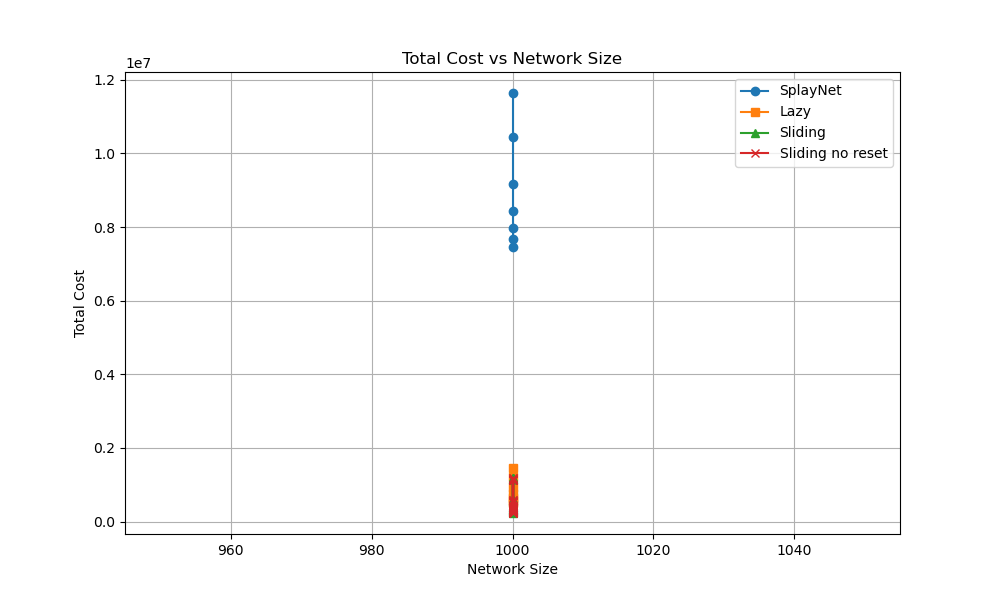 Total Cost vs Network Size
1e7
1.2
1.0
0.8
0.6
0.4
0.2
0.0
Total Cost
960
980
1000
1020
1040
Network Size
SplayNet
Lazy
Sliding
Sliding no reset